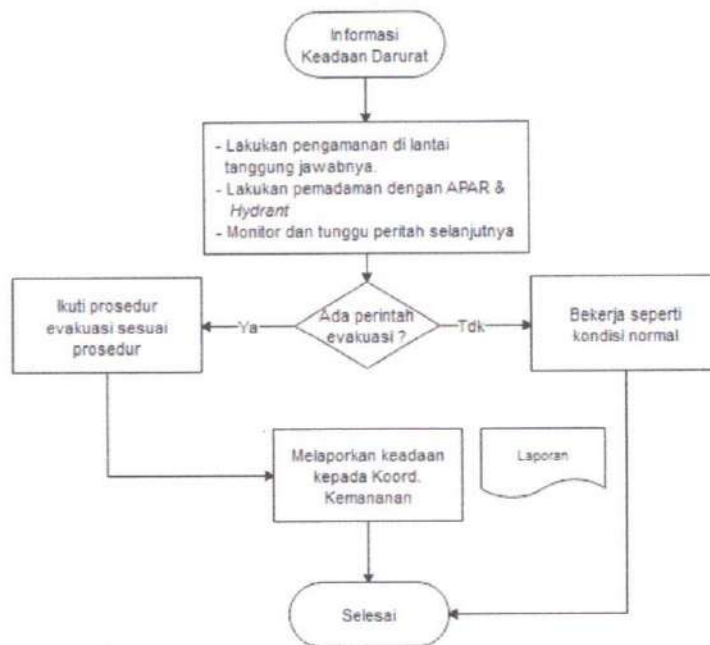 Informasi
Keadaan Darurat
- Lakukan pengamanan di lantai
tanggung jawabnya.
- Lakukan pemadaman dengan APAR &
Hydrant
- Monitor dan tunggu peritah selanjutnya
Ikuti prosedur
evakuasi sesuai
prosedur
Ya
Ada perintah
evakuasi ?
Tdk
Bekerja seperti
kondisi normal
Melaporkan keadaan
kepada Koord.
Kemananan
Laporan
Selesai